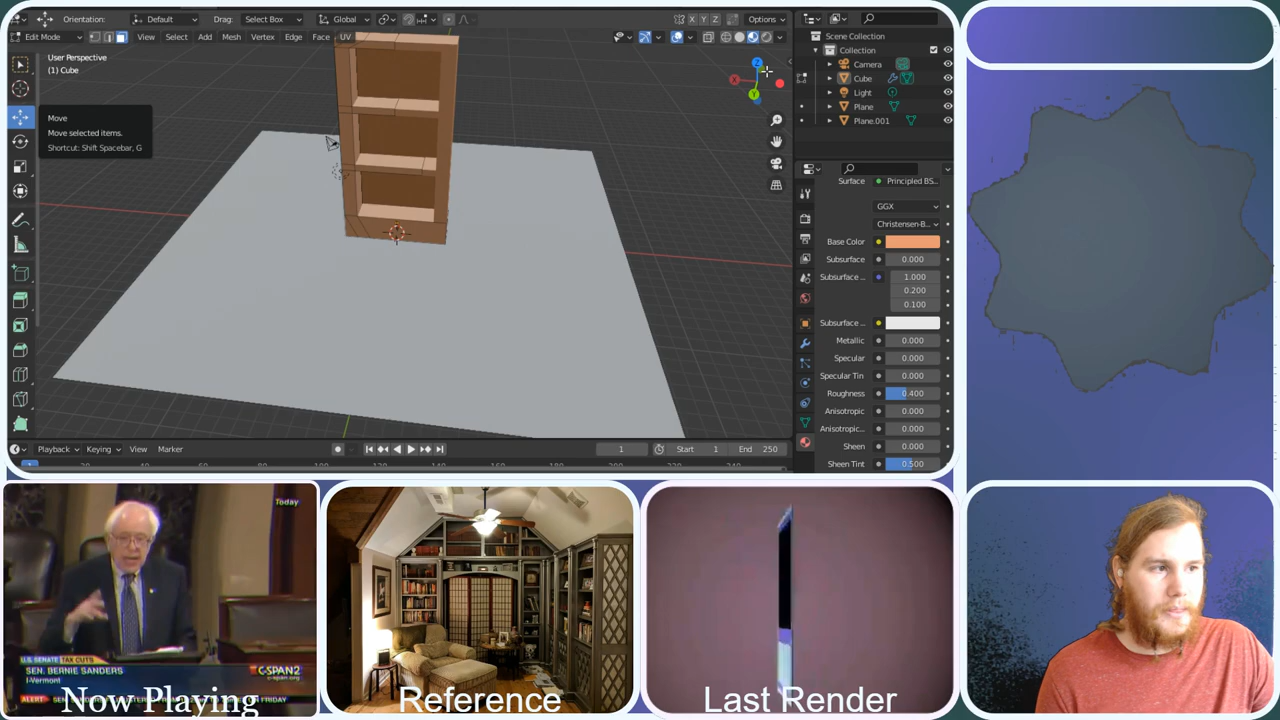 Orientation: Default Drag: Select Box Global Options
X Y Z
Edit Mode View Select Add Mesh Vertex Edge Face UV
User Perspective
(1) Cube
Move
Move selected items.
Shortcut: Shift Spacebar, G
Z
X
Y
Scene Collection
Collection
Camera
Cube
Light
Plane
Plane.001
Surface Principled BS...
GGX
Christensen-B...
Base Color
Subsurface 0.000
Subsurface .. 1.000
0.200
0.100
Subsurface ..
Metallic 0.000
Specular 0.000
Specular Tin 0.000
Roughness 0.400
Anisotropic 0.000
Anisotropic... 0.000
Sheen 0.000
Sheen Tint 0.500
Playback Keying View Marker 1 Start 1 End 250
Today
U.S. SENATE TAX CUTS
SEN. BERNIE SANDERS
I-Vermont
C-SPAN2
c-span.org
ALERT
FRIDAY
Now Playing
Reference
Last Render